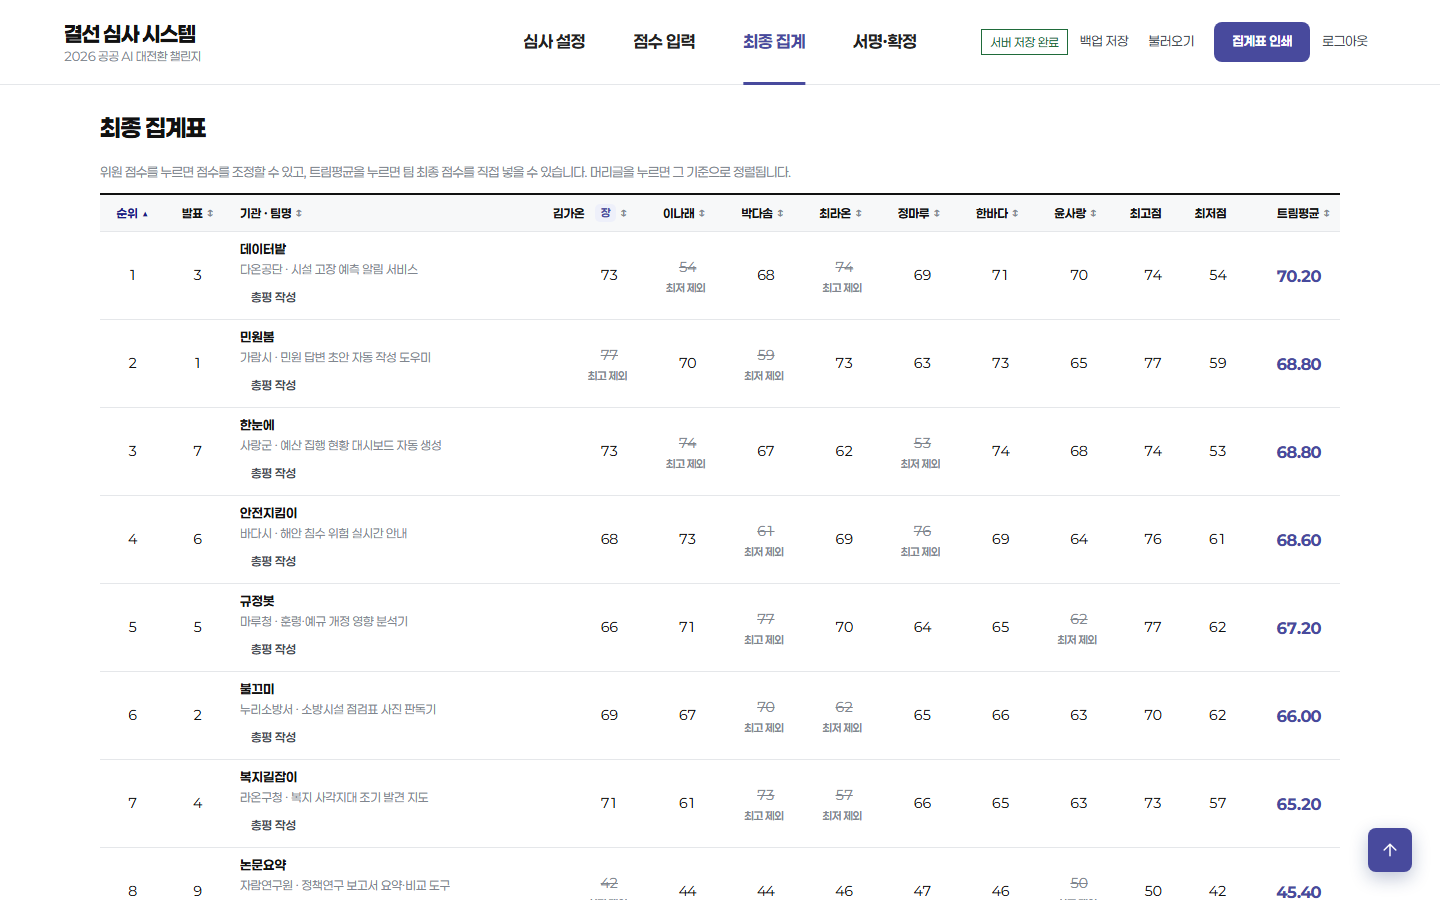 결선 심사 시스템
2026 공공 AI 대전환 챌린지
심사 설정 점수 입력 최종 집계 서명·확정
서버 저장 완료 백업 저장 불러오기 집계표 인쇄 로그아웃
최종 집계표
위원 점수를 누르면 점수를 조정할 수 있고, 트림평균을 누르면 팀 최종 점수를 직접 넣을 수 있습니다. 머리글을 누르면 그 기준으로 정렬됩니다.
순위 ▲ 발표 ↕ 기관 · 팀명 ↕ 김가온 장 ↕ 이나래 ↕ 박다솜 ↕ 최라온 ↕ 정마루 ↕ 한바다 ↕ 윤사랑 ↕ 최고점 최저점 트림평균 ↕
데이터밭
다온공단 · 시설 고장 예측 알림 서비스
총평 작성
1 3 73 54 68 74 69 71 70 74 54 70.20
최저 제외 최고 제외
민원봄
가람시 · 민원 답변 초안 자동 작성 도우미
총평 작성
2 1 77 70 59 73 63 73 65 77 59 68.80
최고 제외 최저 제외
한눈에
사랑군 · 예산 집행 현황 대시보드 자동 생성
총평 작성
3 7 73 74 67 62 53 74 68 74 53 68.80
최고 제외 최저 제외
안전지킴이
바다시 · 해안 침수 위험 실시간 안내
총평 작성
4 6 68 73 61 69 76 69 64 76 61 68.60
최저 제외 최고 제외
규정봇
마루청 · 훈령·예규 개정 영향 분석기
총평 작성
5 5 66 71 77 70 64 65 62 77 62 67.20
최고 제외 최저 제외
불끄미
누리소방서 · 소방시설 점검표 사진 판독기
총평 작성
6 2 69 67 70 62 65 66 63 70 62 66.00
최고 제외 최저 제외
복지길잡이
라온구청 · 복지 사각지대 조기 발견 지도
총평 작성
7 4 71 61 73 57 66 65 63 73 57 65.20
최고 제외 최저 제외
논문요약
자람연구원 · 정책연구 보고서 요약·비교 도구
8 9 42 44 44 46 47 46 50 50 42 45.40